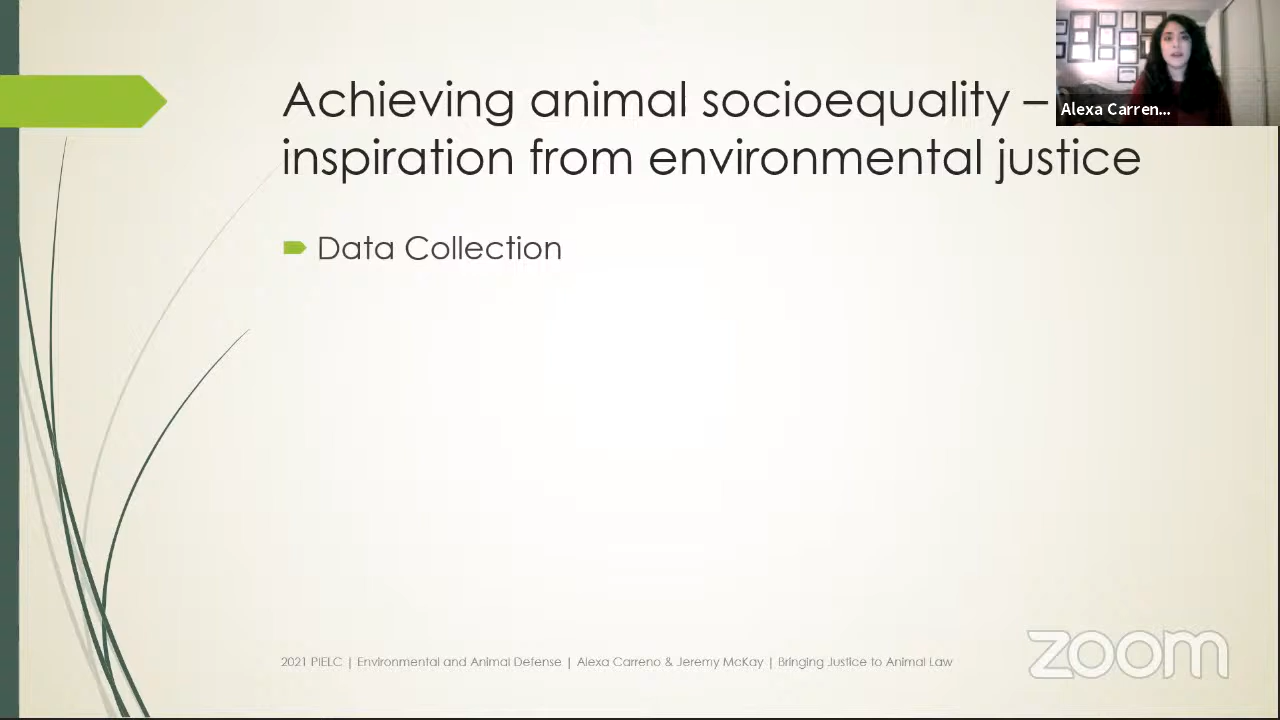 Achieving animal socioequality –
inspiration from environmental justice
Alexa Carren...
Data Collection
2021 PIELC | Environmental and Animal Defense | Alexa Carreno & Jeremy McKay | Bringing Justice to Animal Law
zoom